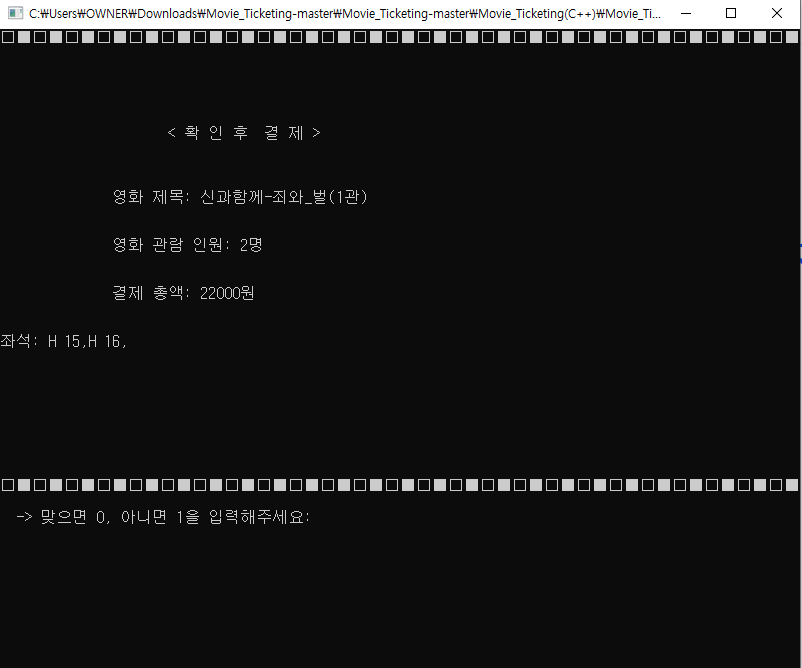 C:₩Users₩OWNER₩Downloads₩Movie_Ticketing-master₩Movie_Ticketing-master₩Movie_Ticketing(C++)₩Movie_Ti...
< 확 인 후 결 제 >
영화 제목: 신과함께-죄와_벌(1관)
영화 관람 인원: 2명
결제 총액: 22000원
좌석: H 15,H 16,
-> 맞으면 0, 아니면 1을 입력해주세요: